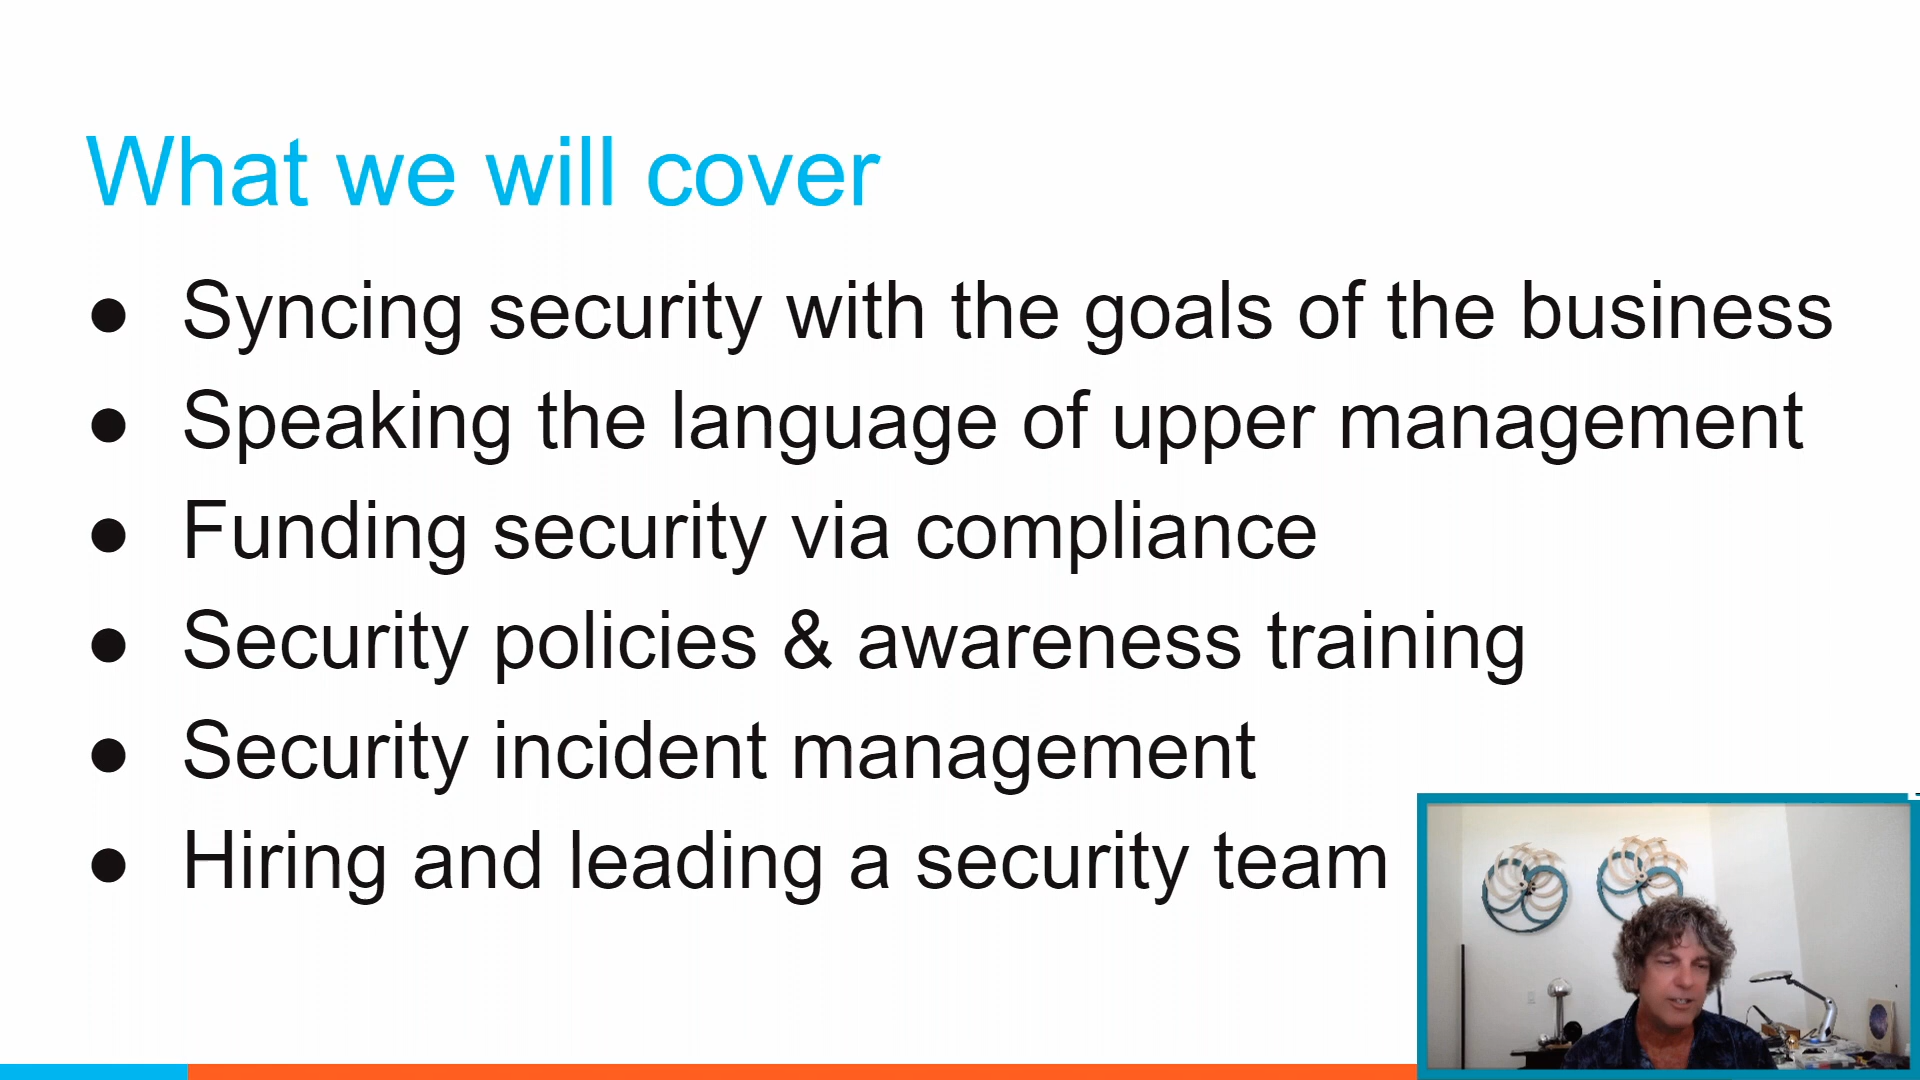 What we will cover
● Syncing security with the goals of the business
● Speaking the language of upper management
● Funding security via compliance
● Security policies & awareness training
● Security incident management
● Hiring and leading a security team